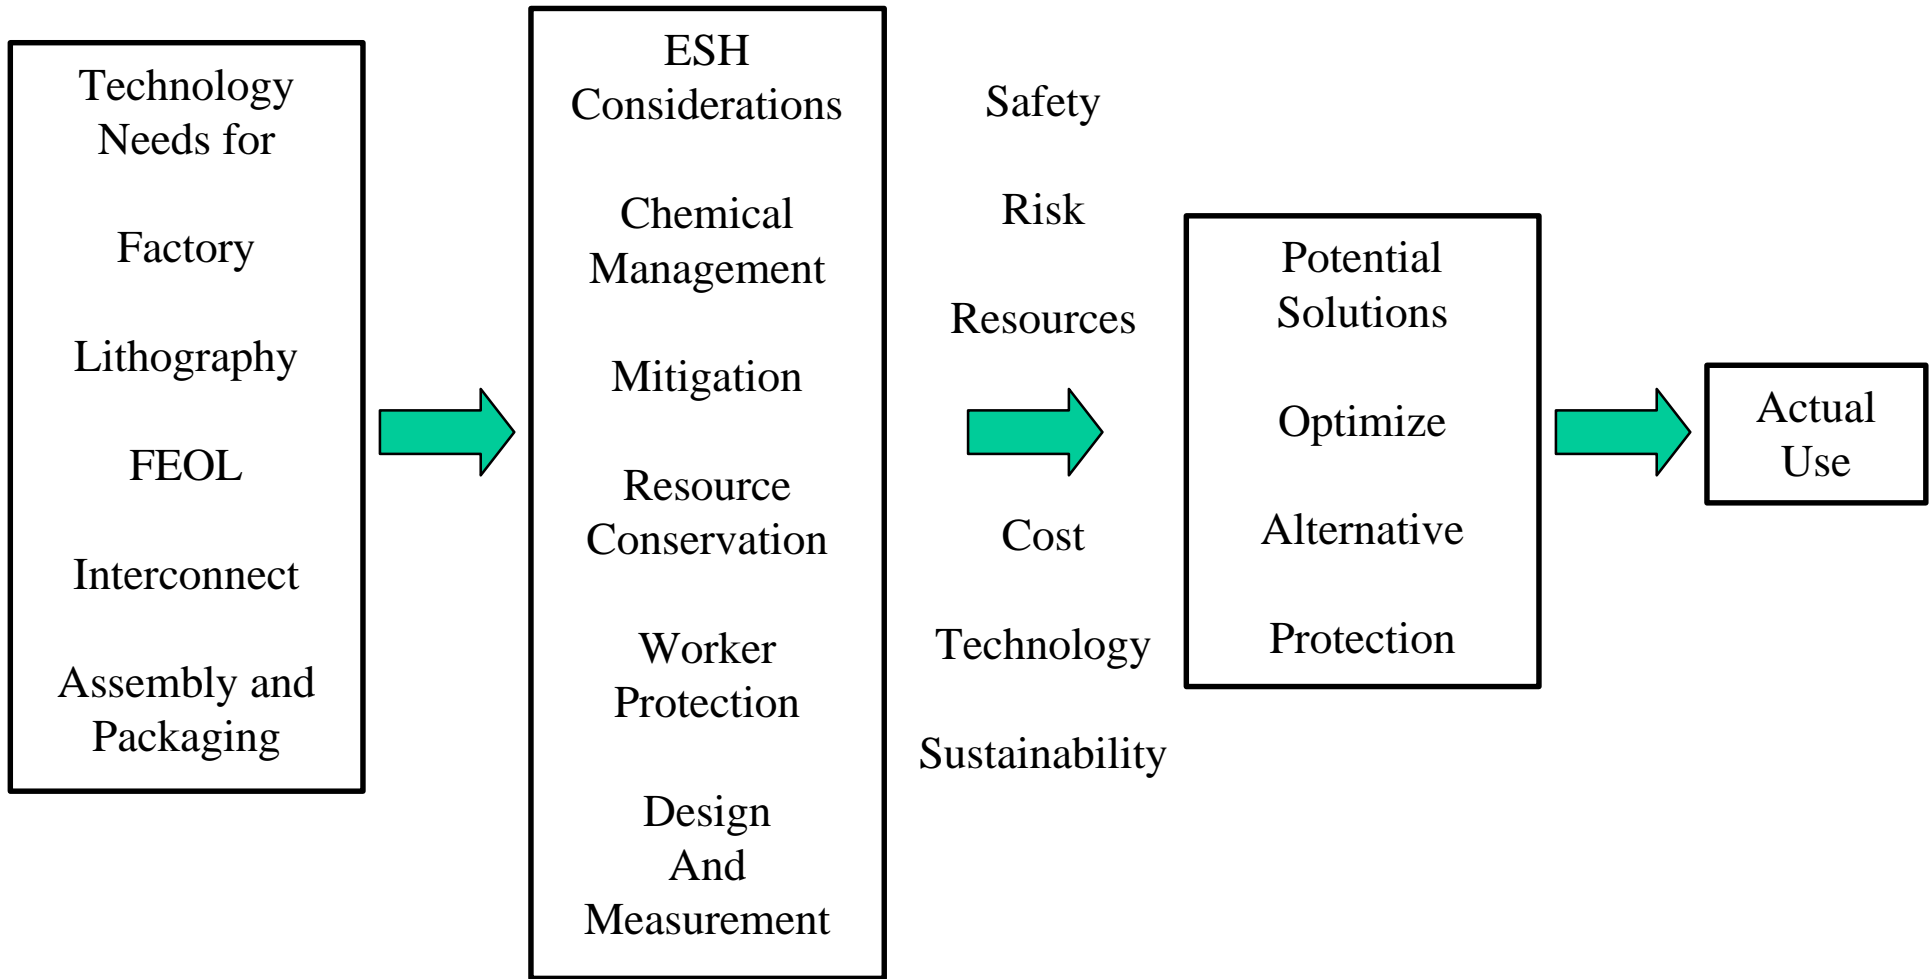 Technology
Needs for
Factory
Lithography
FEOL
Interconnect
Assembly and
Packaging
ESH
Considerations
Chemical
Management
Mitigation
Resource
Conservation
Worker
Protection
Design
And
Measurement
Safety
Risk
Resources
Cost
Technology
Sustainability
Potential
Solutions
Optimize
Alternative
Protection
Actual
Use